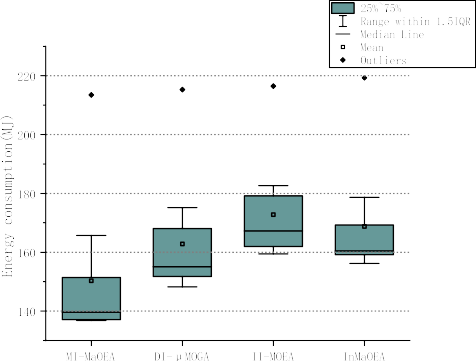 25%~75%
Range within 1.5IQR
Median Line
Mean
Outliers
Energy consumption(MJ)
220
200
180
160
140
MI-MaOEA DI-μMOGA II-MOEA InMaOEA